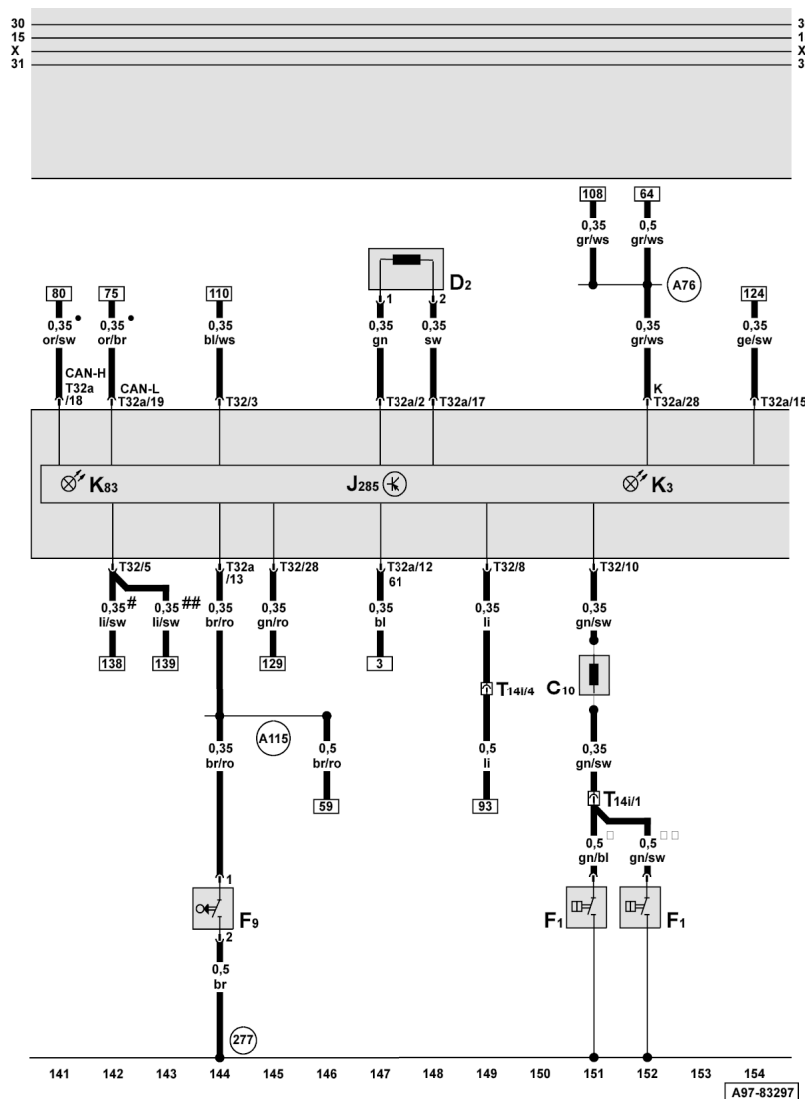 30 3
15 1
X X
31 3
108 64
0,35 0,5
gr/ws gr/ws
D2
80 75 110 1 2 A76 124
0,35 0,35 0,35 0,35 0,35 0,35 0,35
or/sw or/br bl/ws gn sw gr/ws ge/sw
CAN-H
T32a
/18
CAN-L
T32a/19 T32/3 T32a/2 T32a/17
K
T32a/28 T32a/15
K83 J285 K3
T32/5 T32a
/13 T32/28 T32a/12
61 T32/8 T32/10
0,35 # 0,35 ## 0,35 0,35 0,35 0,35 0,35
li/sw li/sw br/ro gn/ro bl li gn/sw
138 139 129 3
C10
T14i/4
A115
0,35 0,5 0,5 0,35
br/ro br/ro li gn/sw
59 93
T14i/1
0,5 0,5
gn/bl gn/sw
1
F9 F1 F1
2
0,5
br
277
141 142 143 144 145 146 147 148 149 150 151 152 153 154
A97-83297